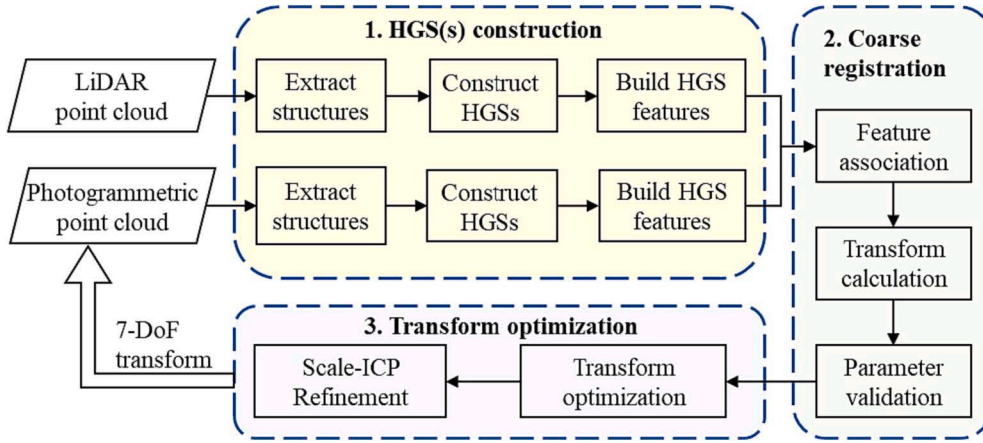 1. HGS(s) construction
LiDAR
point cloud
Extract
structures
Construct
HGSs
Build HGS
features
Photogrammetric
point cloud
Extract
structures
Construct
HGSs
Build HGS
features
2. Coarse
registration
Feature
association
Transform
calculation
Parameter
validation
3. Transform optimization
Transform
optimization
Scale-ICP
Refinement
7-DoF
transform